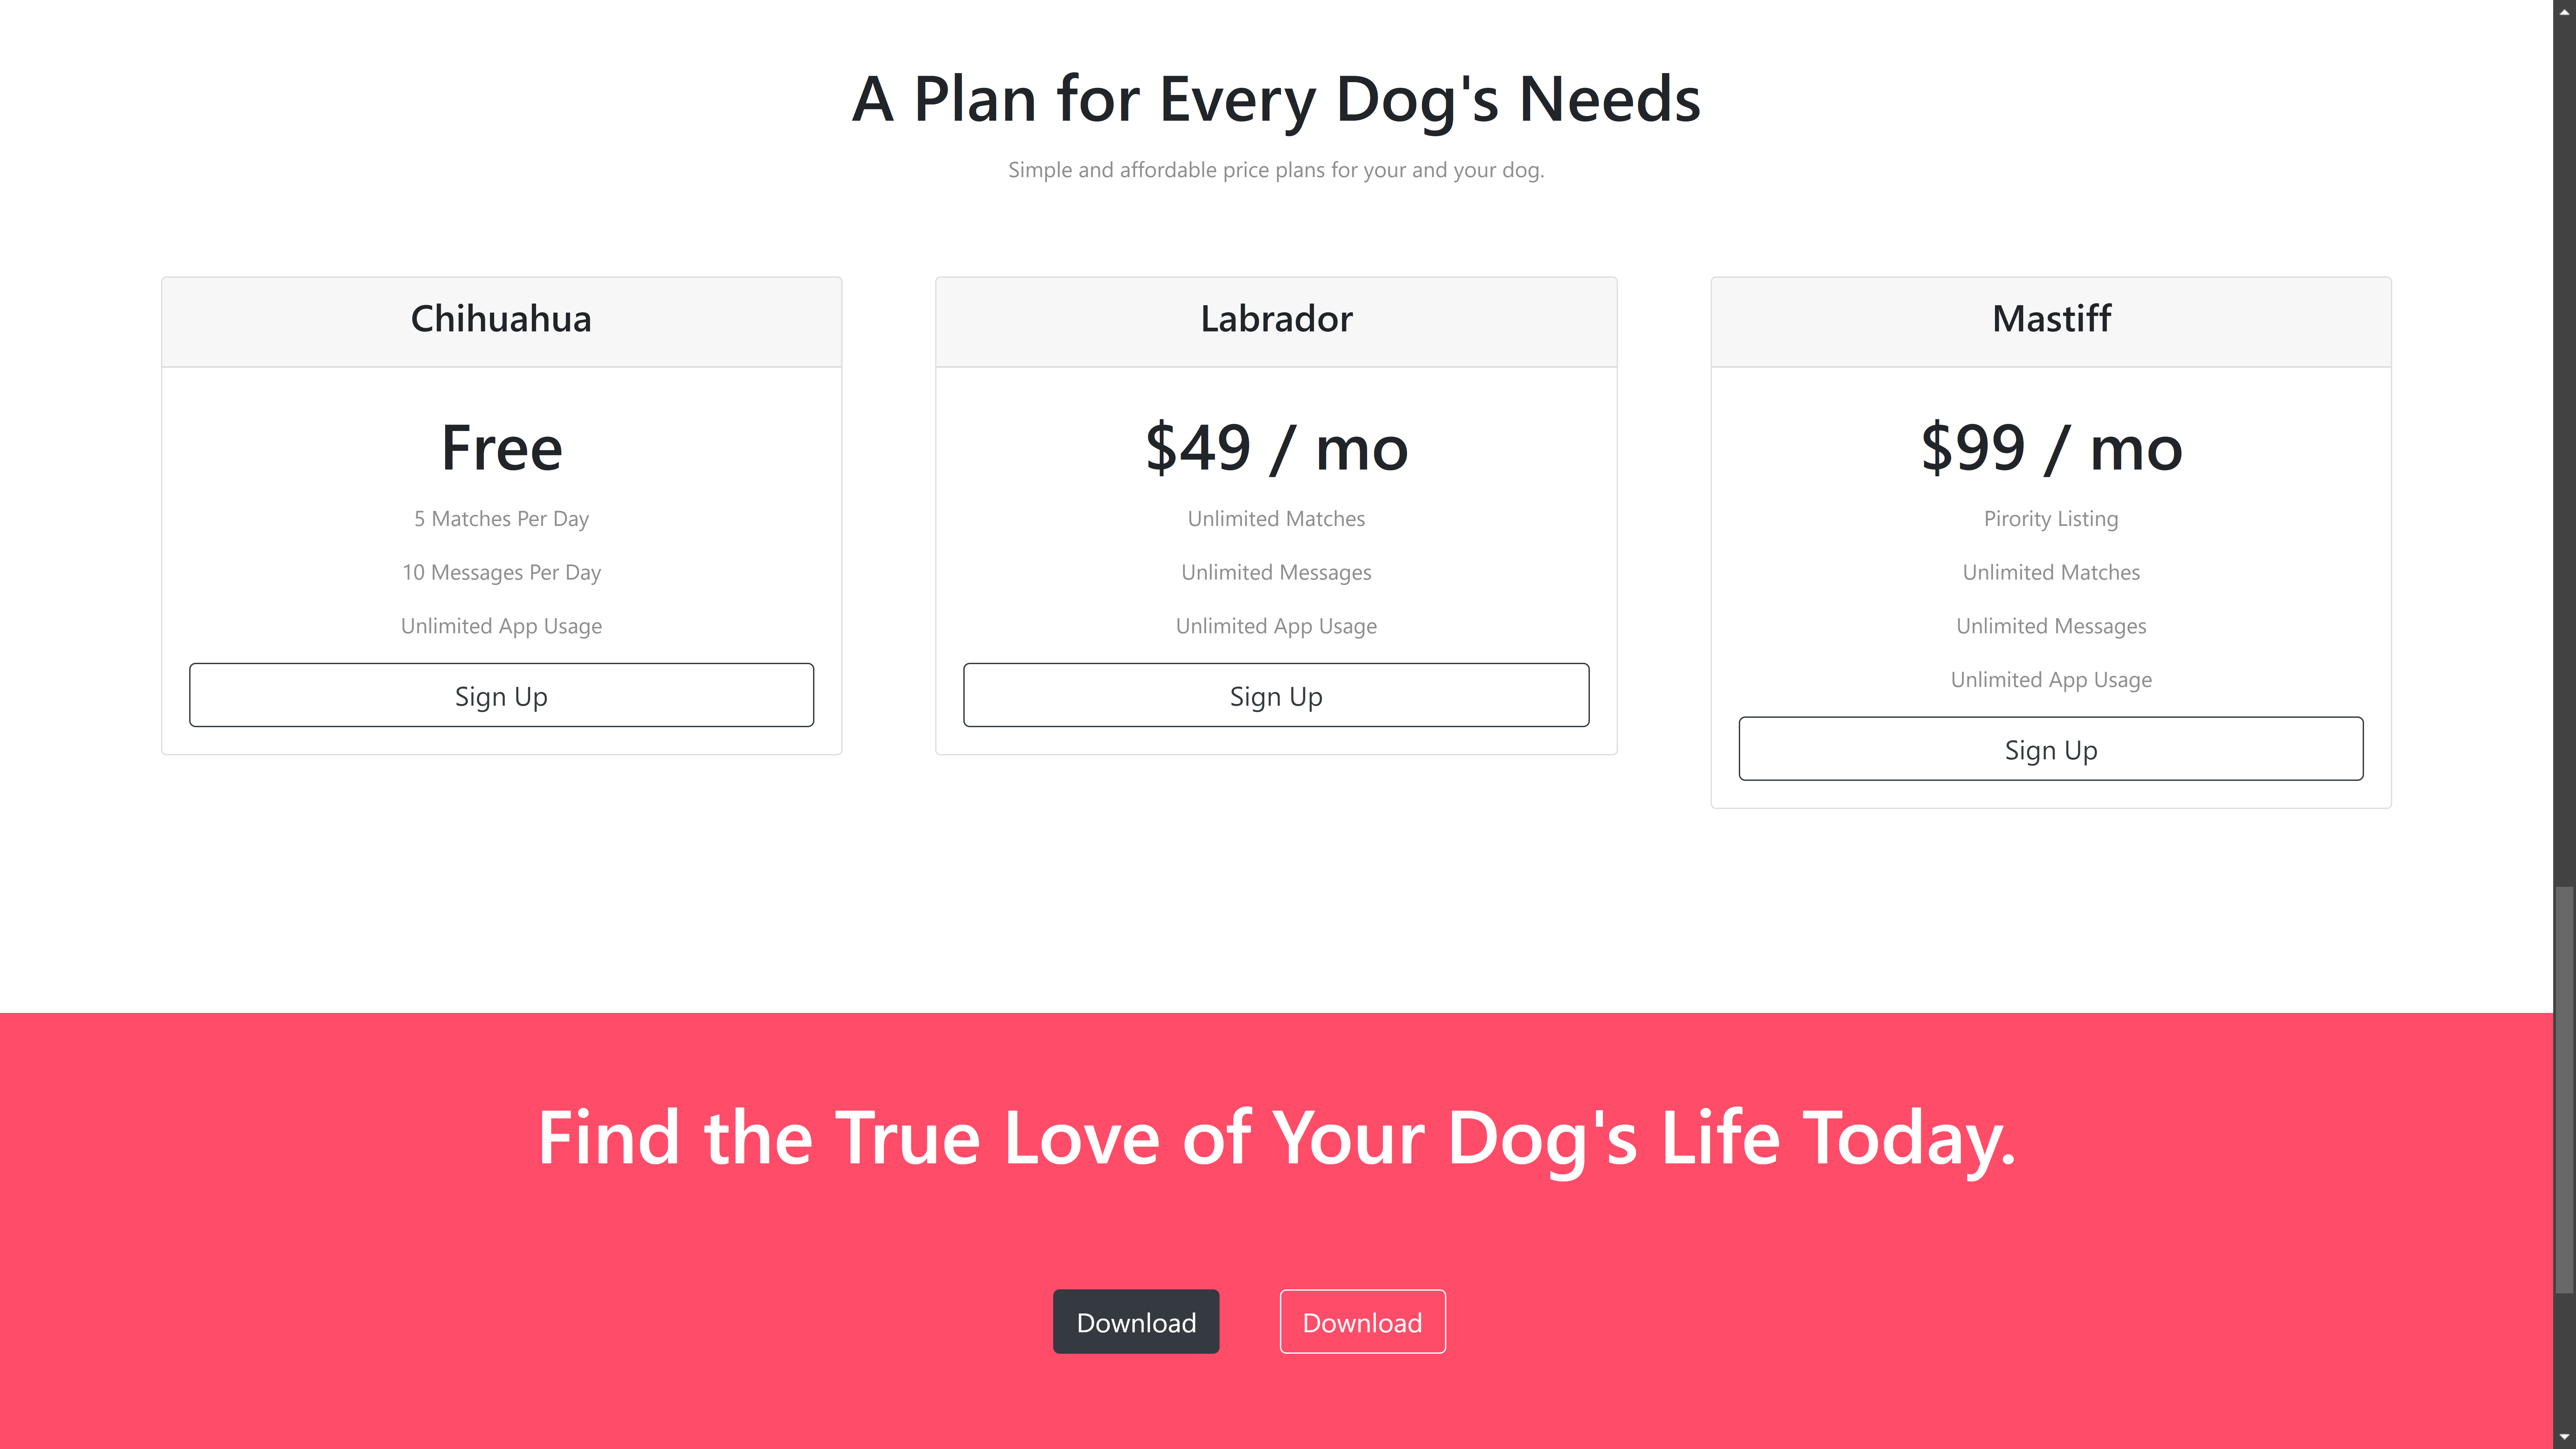 A Plan for Every Dog's Needs
Simple and affordable price plans for your and your dog.
Chihuahua
Free
5 Matches Per Day
10 Messages Per Day
Unlimited App Usage
Sign Up
Labrador
$49 / mo
Unlimited Matches
Unlimited Messages
Unlimited App Usage
Sign Up
Mastiff
$99 / mo
Pirority Listing
Unlimited Matches
Unlimited Messages
Unlimited App Usage
Sign Up
Find the True Love of Your Dog's Life Today.
Download
Download